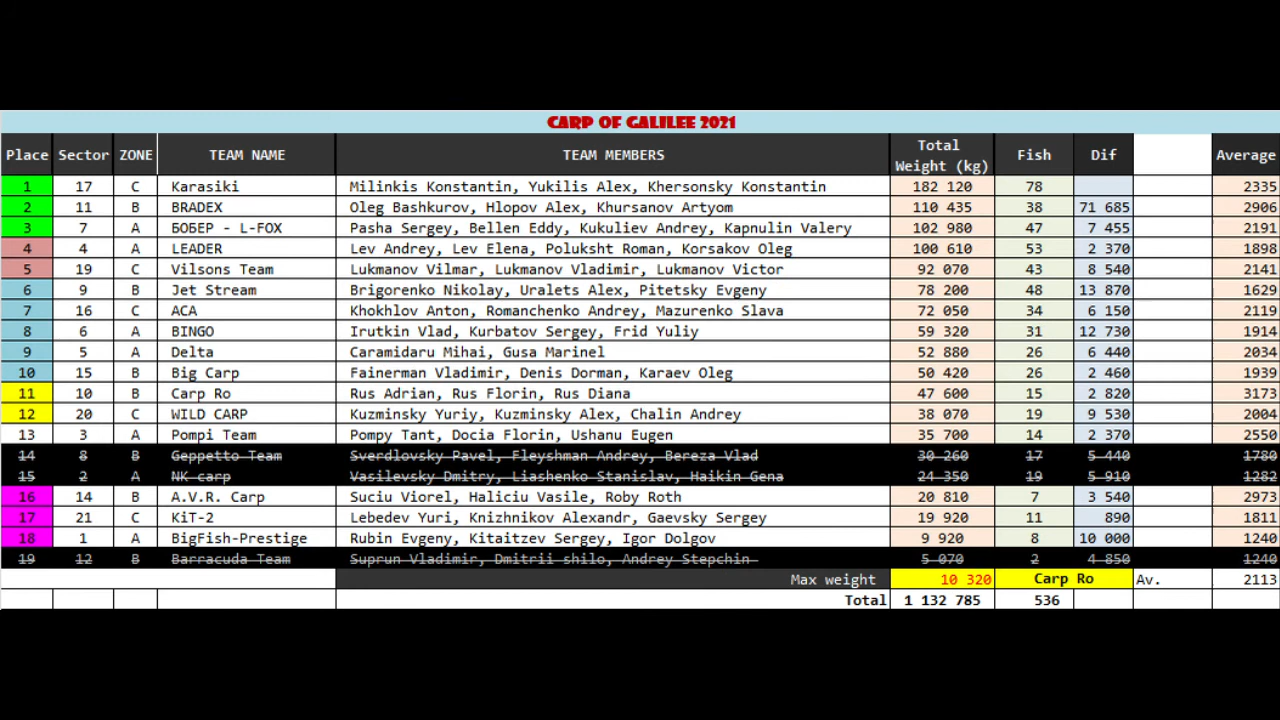 CARP OF GALILEE 2021
Place Sector ZONE TEAM NAME TEAM MEMBERS Total Weight (kg) Fish Dif Average
1 17 C Karasiki Milinkis Konstantin, Yukilis Alex, Khersonsky Konstantin 182 120 78 2335
2 11 B BRADEX Oleg Bashkurov, Hlopov Alex, Khursanov Artyom 110 435 38 71 685 2906
3 7 A БОБЕР - L-FOX Pasha Sergey, Bellen Eddy, Kukuliev Andrey, Kapnulin Valery 102 980 47 7 455 2191
4 4 A LEADER Lev Andrey, Lev Elena, Poluksht Roman, Korsakov Oleg 100 610 53 2 370 1898
5 19 C Vilsons Team Lukmanov Vilmar, Lukmanov Vladimir, Lukmanov Victor 92 070 43 8 540 2141
6 9 B Jet Stream Brigorenko Nikolay, Uralets Alex, Pitetsky Evgeny 78 200 48 13 870 1629
7 16 C ACA Khokhlov Anton, Romanchenko Andrey, Mazurenko Slava 72 050 34 6 150 2119
8 6 A BINGO Irutkin Vlad, Kurbatov Sergey, Frid Yuliy 59 320 31 12 730 1914
9 5 A Delta Caramidaru Mihai, Gusa Marinel 52 880 26 6 440 2034
10 15 B Big Carp Fainerman Vladimir, Denis Dorman, Karaev Oleg 50 420 26 2 460 1939
11 10 B Carp Ro Rus Adrian, Rus Florin, Rus Diana 47 600 15 2 820 3173
12 20 C WILD CARP Kuzminsky Yuriy, Kuzminsky Alex, Chalin Andrey 38 070 19 9 530 2004
13 3 A Pompi Team Pompy Tant, Docia Florin, Ushanu Eugen 35 700 14 2 370 2550
14 8 B Geppetto Team Sverdlovsky Pavel, Fleyshman Andrey, Bereza Vlad 30 260 17 5 440 1780
15 2 A NK carp Vasilevsky Dmitry, Liashenko Stanislav, Haikin Gena 24 350 19 5 910 1282
16 14 B A.V.R. Carp Suciu Viorel, Haliciu Vasile, Roby Roth 20 810 7 3 540 2973
17 21 C KiT-2 Lebedev Yuri, Knizhnikov Alexandr, Gaevsky Sergey 19 920 11 890 1811
18 1 A BigFish-Prestige Rubin Evgeny, Kitaitzev Sergey, Igor Dolgov 9 920 8 10 000 1240
19 12 B Barracuda Team Suprun Vladimir, Dmitrii shilo, Andrey Stepchin 5 070 2 4 850 1240
Max weight 10 320 Carp Ro Av. 2113
Total 1 132 785 536